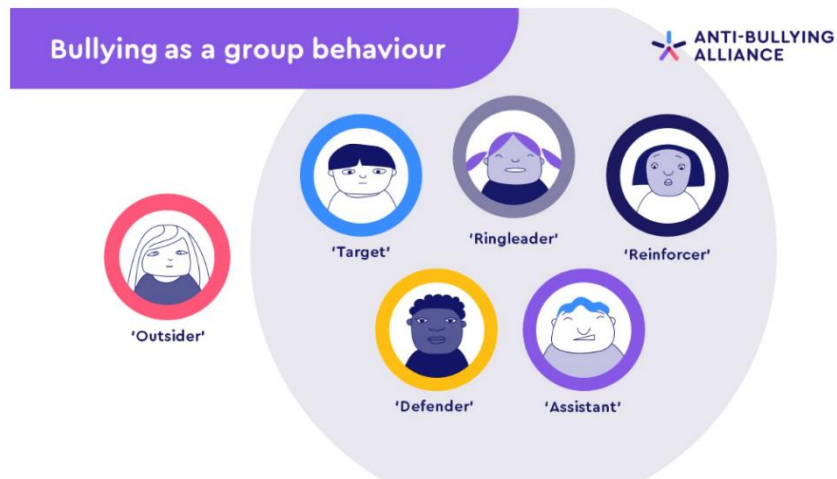 Bullying as a group behaviour
ANTI-BULLYING
ALLIANCE
'Target'
'Ringleader'
'Reinforcer'
'Outsider'
'Defender'
'Assistant'